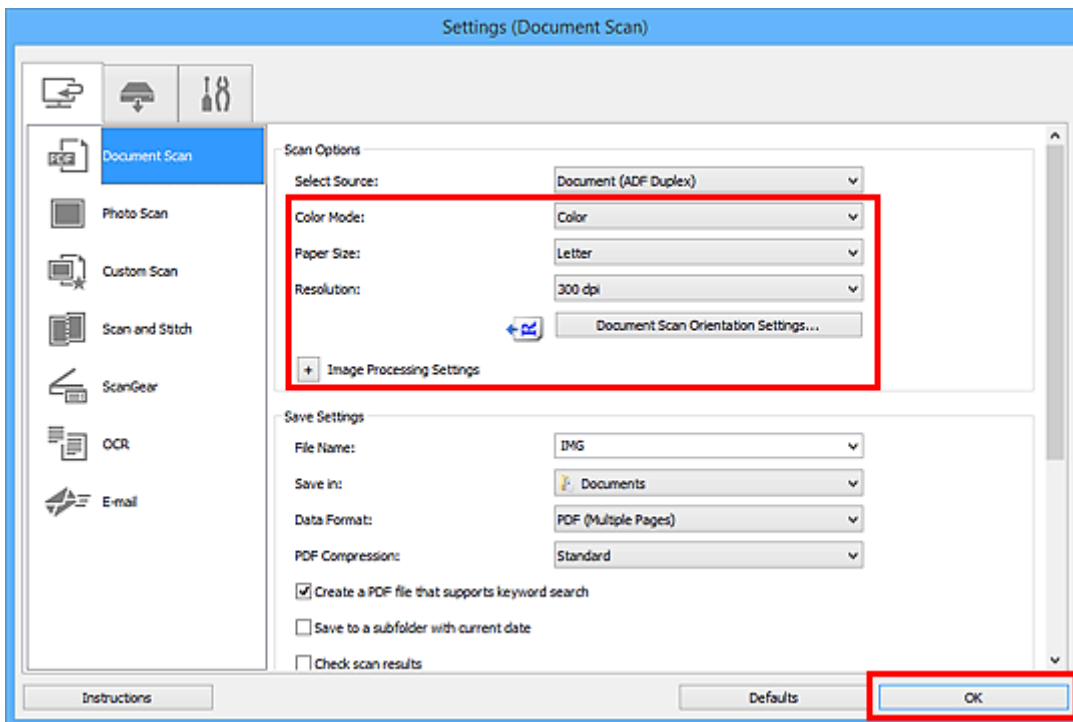 Settings (Document Scan)
Document Scan
Photo Scan
Custom Scan
Scan and Stitch
ScanGear
OCR
E-mail
Scan Options
Select Source: Document (ADF Duplex)
Color Mode: Color
Paper Size: Letter
Resolution: 300 dpi
Document Scan Orientation Settings...
+ Image Processing Settings
Save Settings
File Name: IMG
Save in: Documents
Data Format: PDF (Multiple Pages)
PDF Compression: Standard
Create a PDF file that supports keyword search
Save to a subfolder with current date
Check scan results
Instructions
Defaults
OK